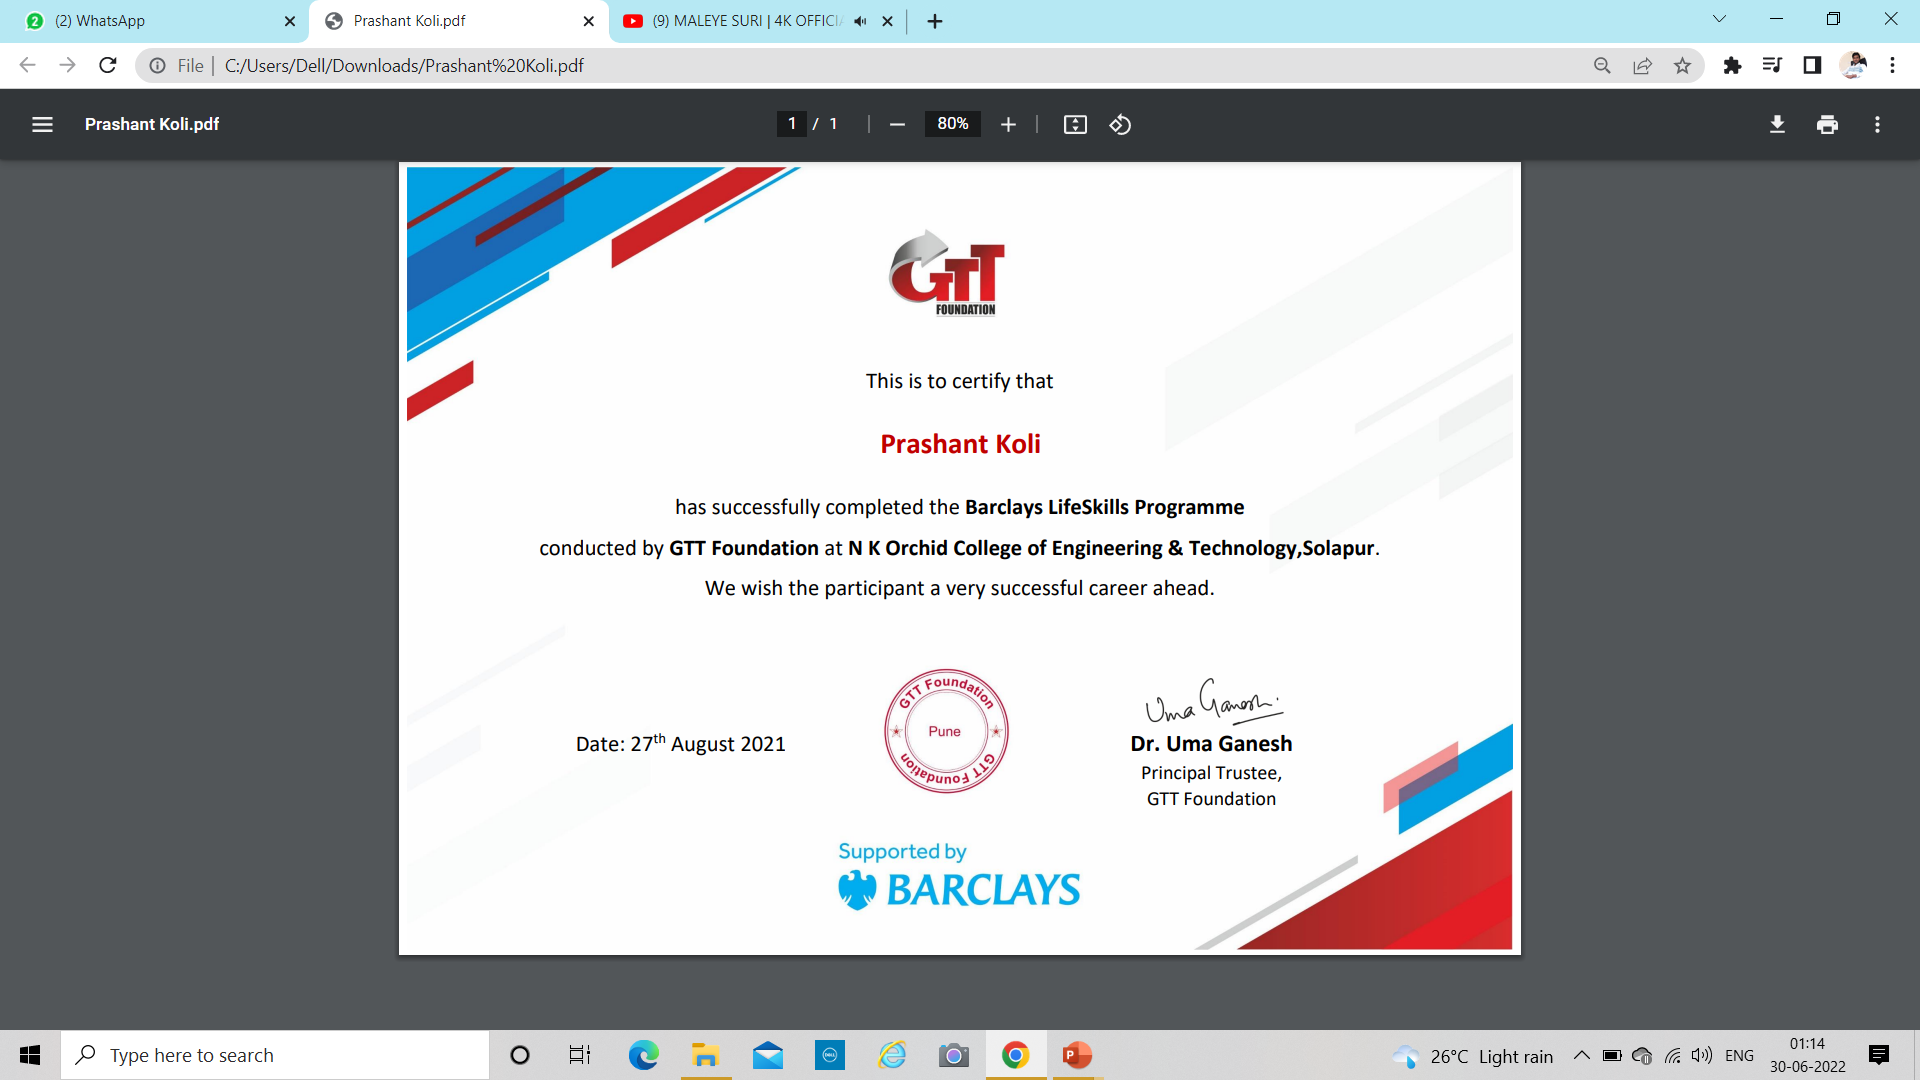 (2) WhatsApp
Prashant Koli.pdf
(9) MALEYE SURI | 4K OFFICI
File | C:/Users/Dell/Downloads/Prashant%20Koli.pdf
Prashant Koli.pdf
1 / 1
80%
GTT
FOUNDATION
This is to certify that
Prashant Koli
has successfully completed the Barclays LifeSkills Programme
conducted by GTT Foundation at N K Orchid College of Engineering & Technology,Solapur.
We wish the participant a very successful career ahead.
GTT Foundation
Pune
GTT Foundation
Date: 27th August 2021
Uma Ganesh.
Dr. Uma Ganesh
Principal Trustee,
GTT Foundation
Supported by
BARCLAYS
Type here to search
DELL
P
26°C Light rain
ENG
01:14
30-06-2022